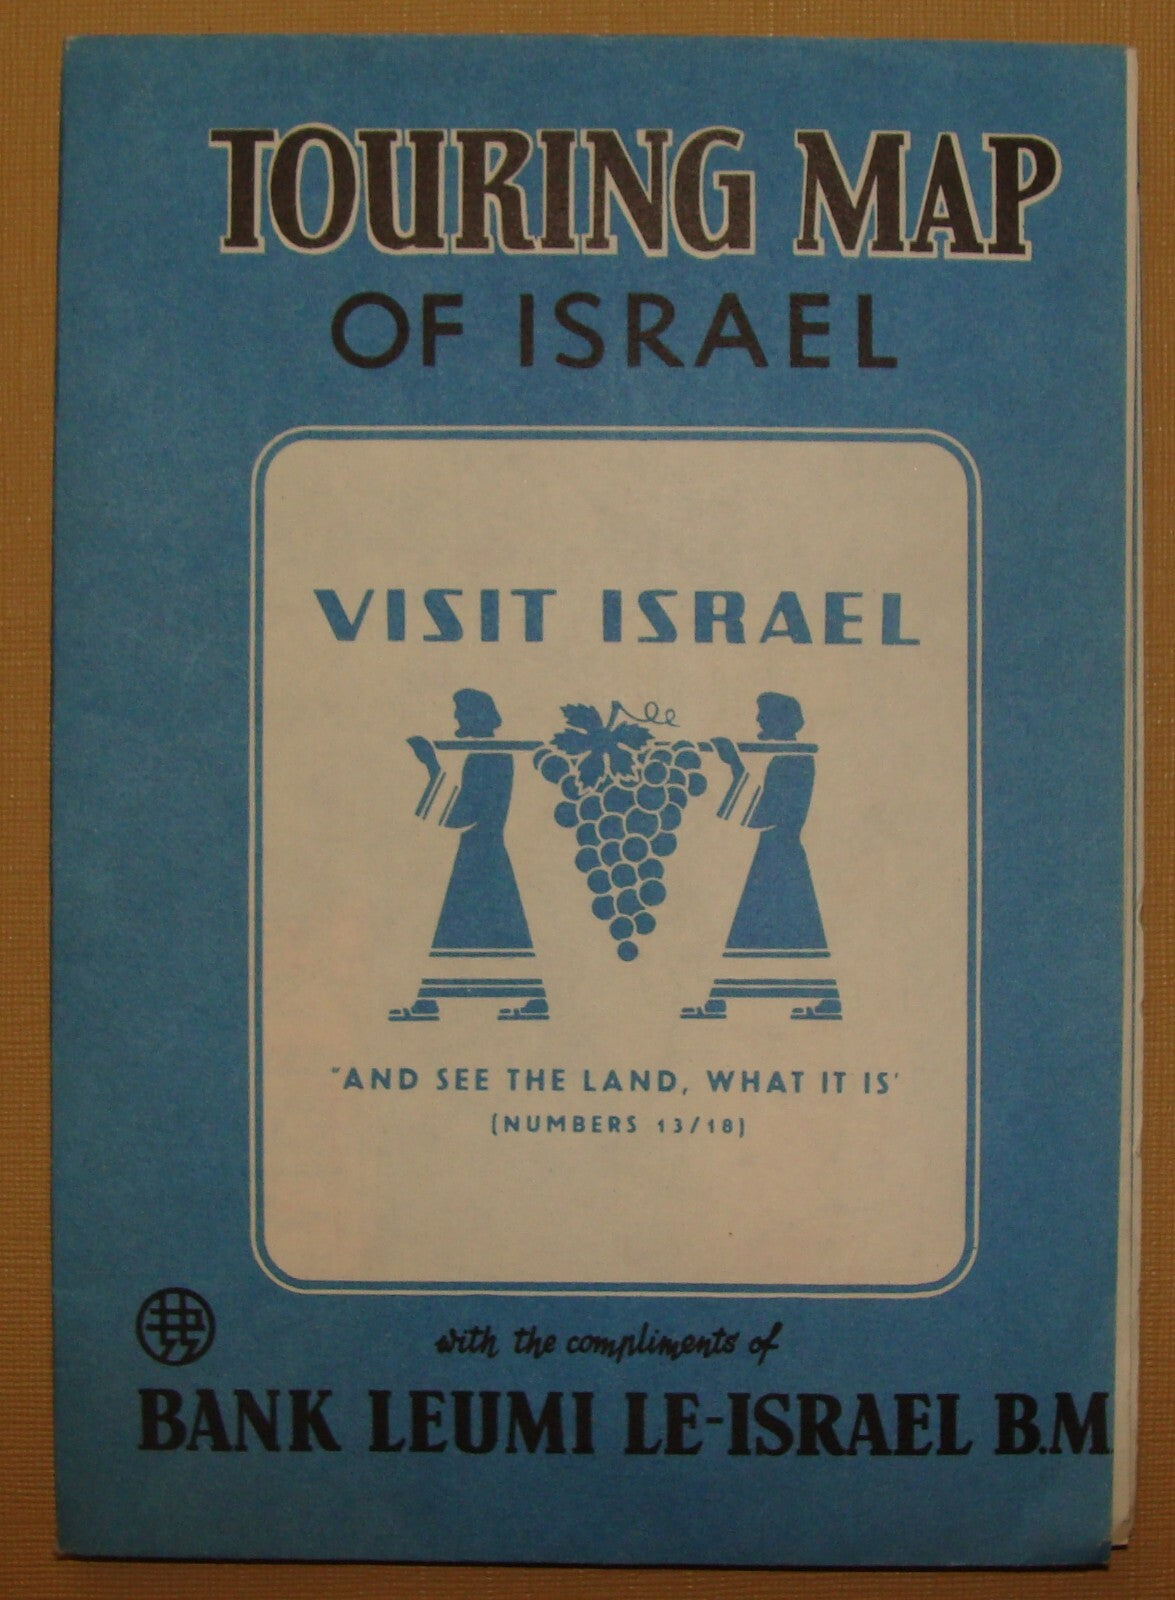 TOURING MAP
OF ISRAEL
VISIT ISRAEL
"AND SEE THE LAND, WHAT IT IS'
(NUMBERS 13/18)
with the compliments of
BANK LEUMI LE-ISRAEL B.M.